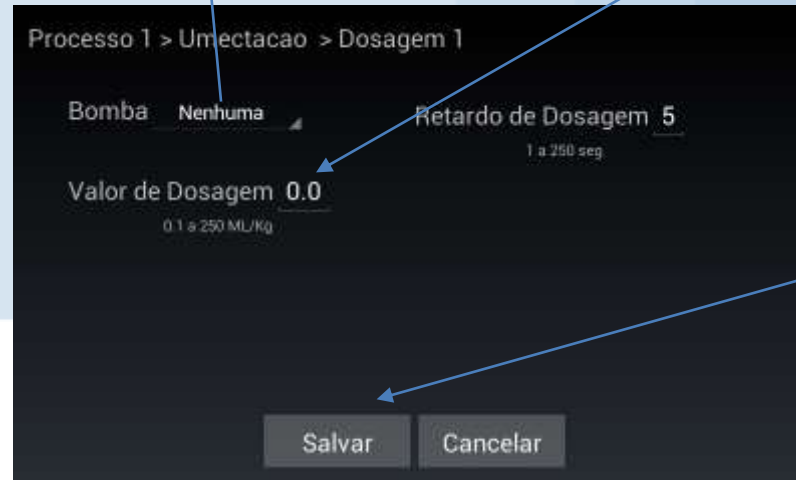 Processo 1 > Umectacao > Dosagem 1
Bomba Nenhuma
Retardo de Dosagem 5
1 a 250 seg
Valor de Dosagem 0.0
0.1 a 250 ML/Kg
Salvar
Cancelar